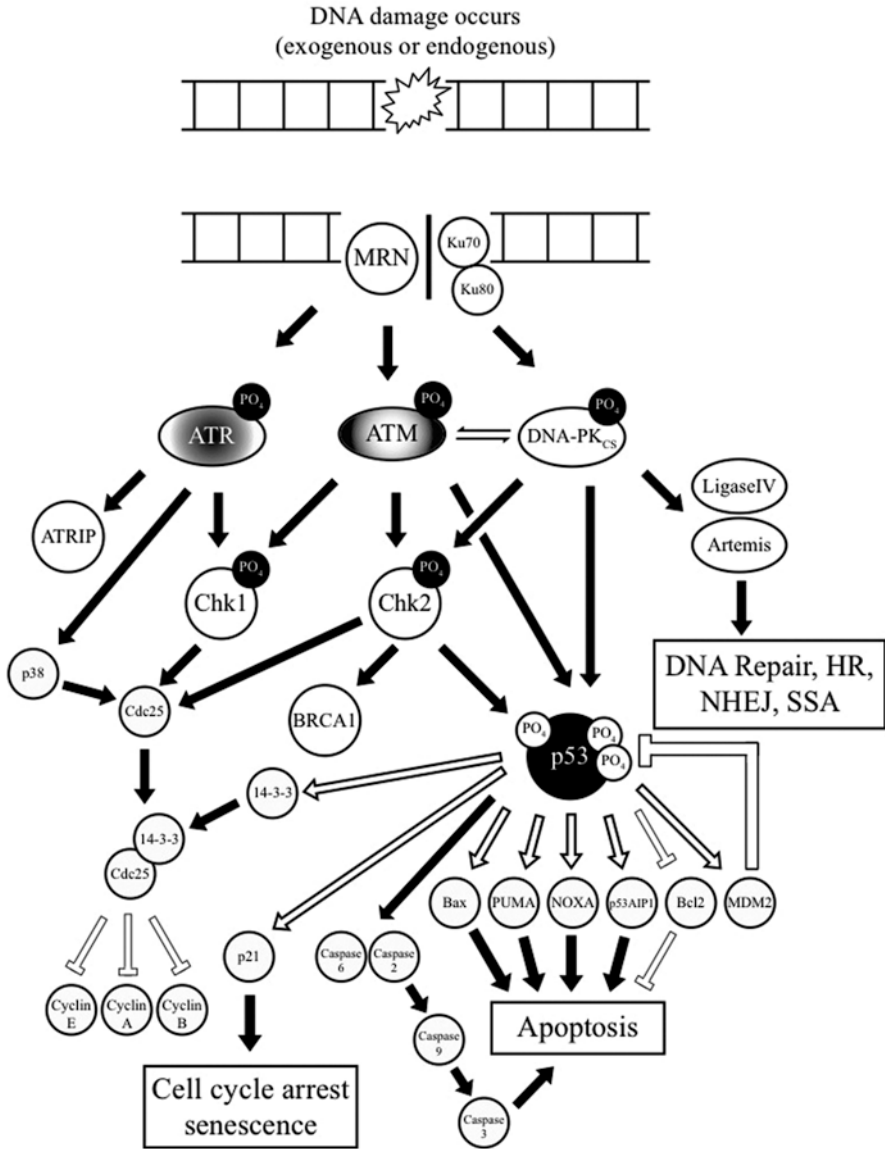 DNA damage occurs
(exogenous or endogenous)
MRN
Ku70
Ku80
PO4
PO4
PO4
ATR
ATM
DNA-PKCS
ATRIP
LigaseIV
Artemis
PO4
PO4
Chk1
Chk2
DNA Repair, HR,
NHEJ, SSA
p38
Cdc25
BRCA1
PO4
PO4
PO4
p53
14-3-3
14-3-3
Cdc25
Bax
PUMA
NOXA
p53AIP1
Bcl2
MDM2
p21
Caspase
6
Caspase
2
Cyclin
E
Cyclin
A
Cyclin
B
Caspase
9
Apoptosis
Cell cycle arrest
senescence
Caspase
3